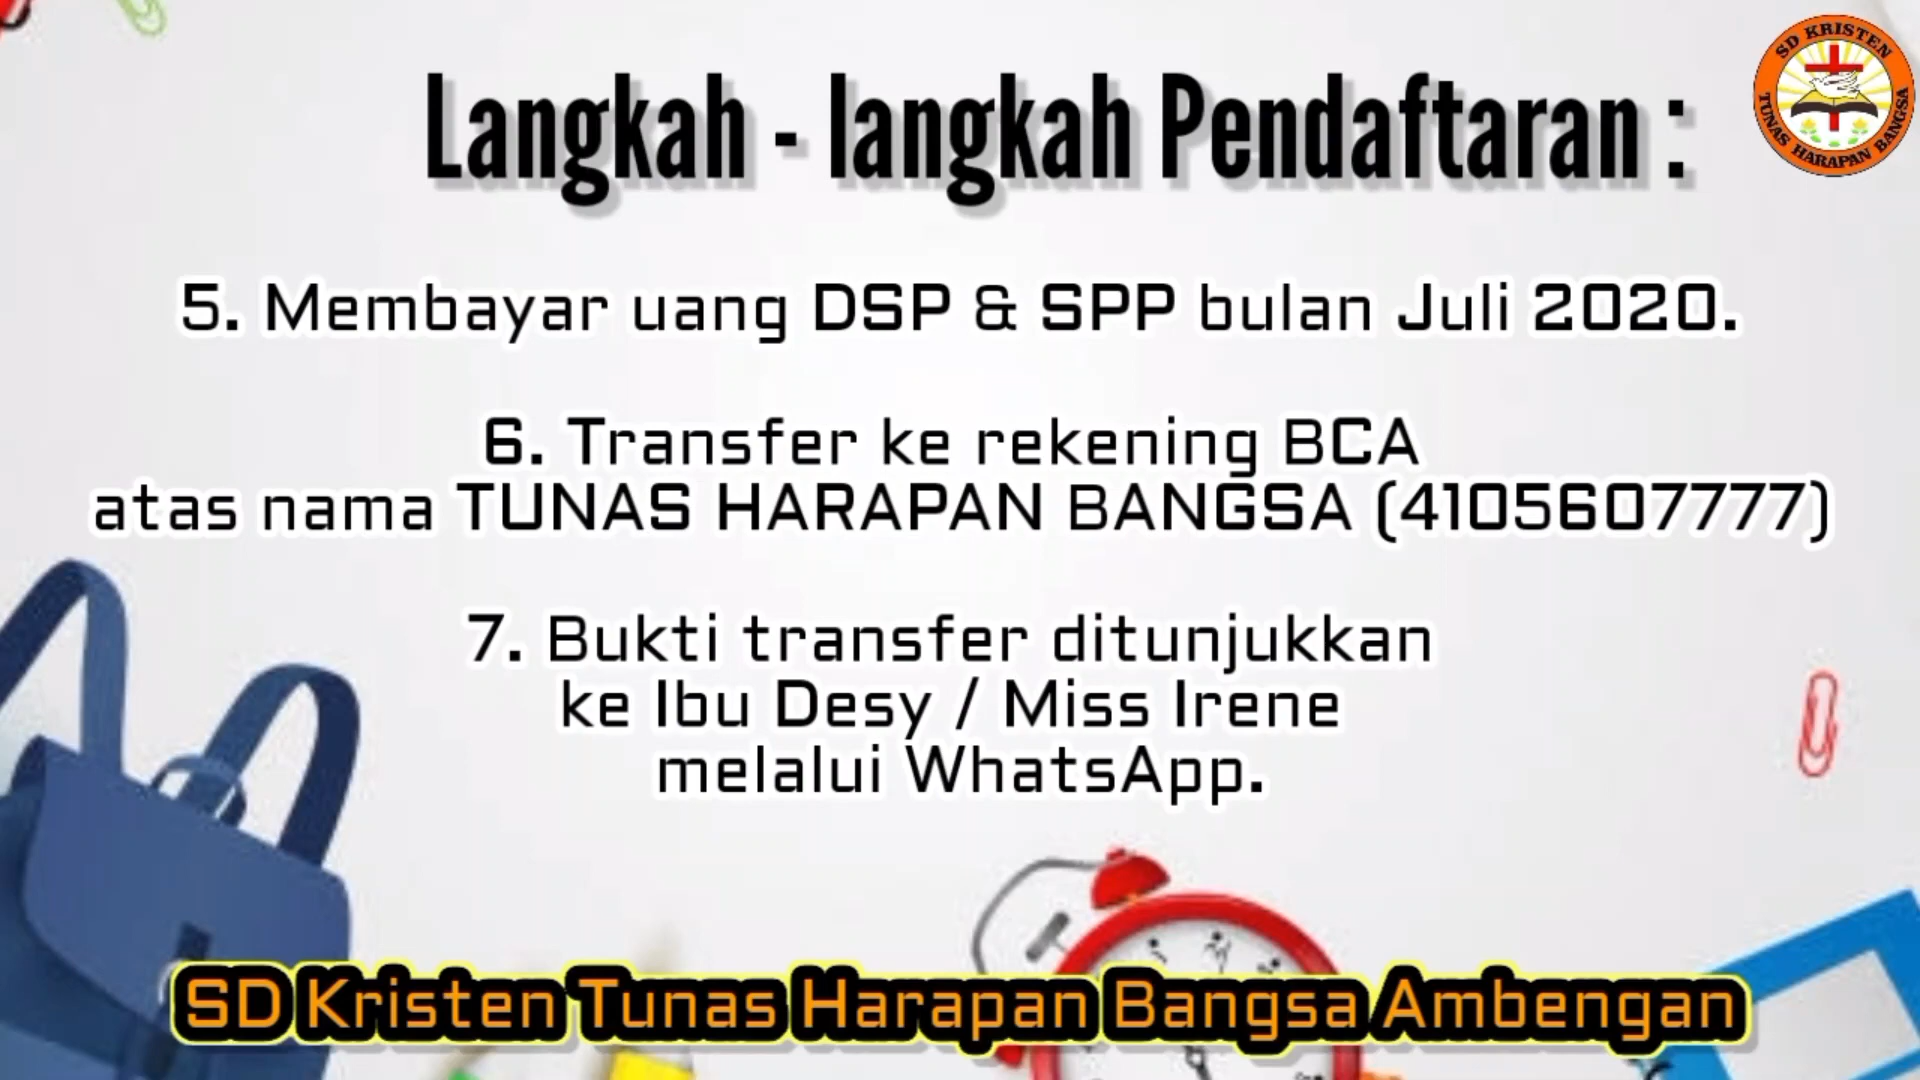 SD KRISTEN
TUNAS HARAPAN BANGSA
Langkah - langkah Pendaftaran :
5. Membayar uang DSP & SPP bulan Juli 2020.
6. Transfer ke rekening BCA
atas nama TUNAS HARAPAN BANGSA (4105607777)
7. Bukti transfer ditunjukkan
ke Ibu Desy / Miss Irene
melalui WhatsApp.
SD Kristen Tunas Harapan Bangsa Ambengan